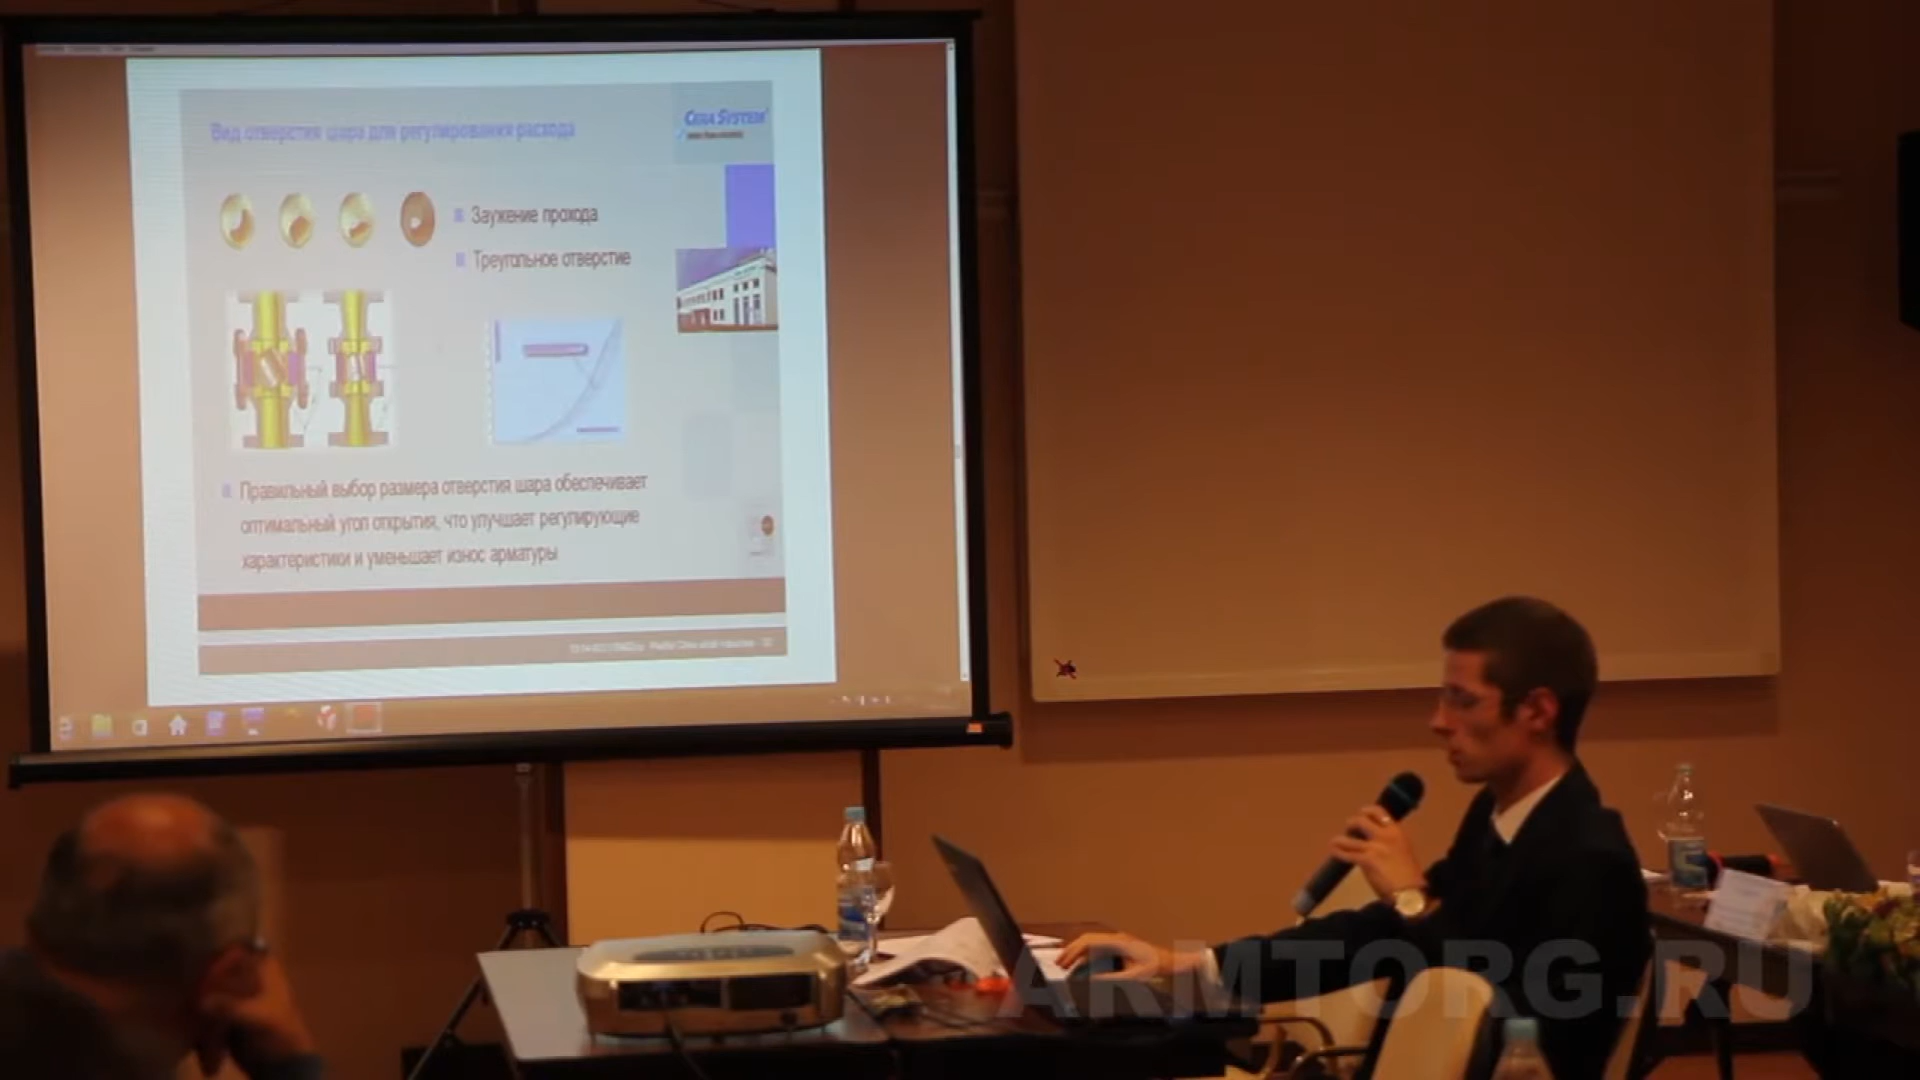 Вид отверстия шара для регулирования расхода
CERA SYSTEM
Заужение прохода
Треугольное отверстие
Правильный выбор размера отверстия шара обеспечивает
оптимальный угол открытия, что улучшает регулирующие
характеристики и уменьшает износ арматуры
ARMTORG.RU